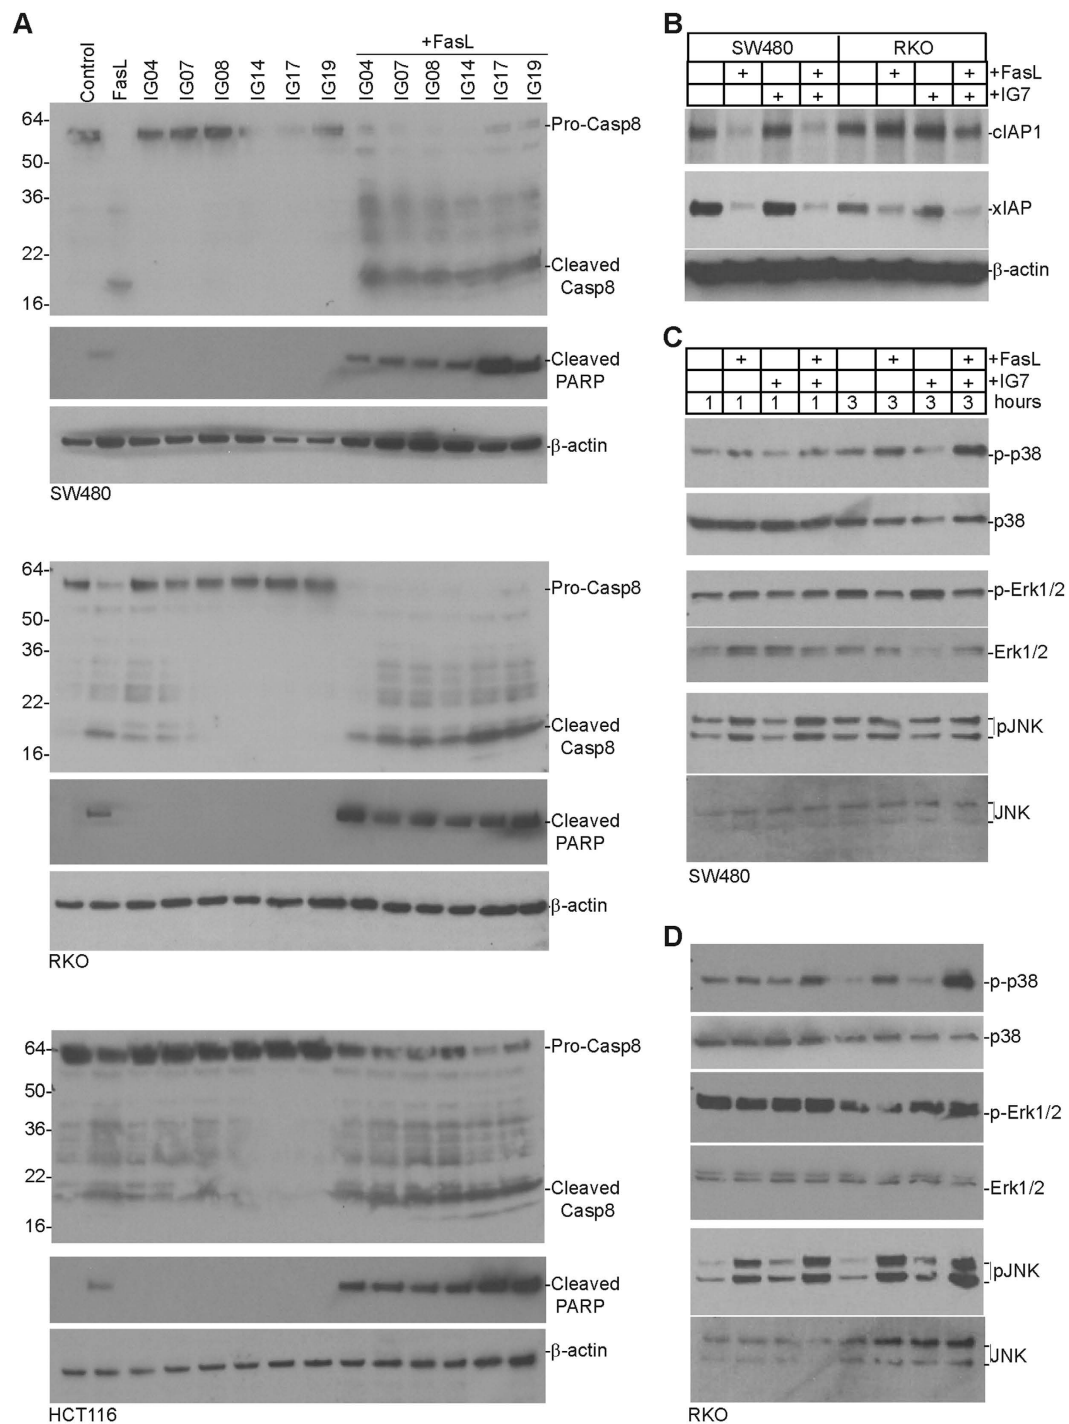 A
+FasL
Control
FasL
IG04
IG07
IG08
IG14
IG17
IG19
IG04
IG07
IG08
IG14
IG17
IG19
64-
50-
36-
22-
16-
-Pro-Casp8
-Cleaved
Casp8
-Cleaved
PARP
-β-actin
SW480
64-
50-
36-
22-
16-
-Pro-Casp8
-Cleaved
Casp8
-Cleaved
PARP
-β-actin
RKO
64-
50-
36-
22-
16-
-Pro-Casp8
-Cleaved
Casp8
-Cleaved
PARP
-β-actin
HCT116
B
SW480 RKO
+ + + + +FasL
+ + + + +IG7
-cIAP1
-xIAP
-β-actin
C
+ + + + +FasL
+ + + + +IG7
1 1 1 1 3 3 3 3 hours
-p-p38
-p38
-p-Erk1/2
-Erk1/2
pJNK
JNK
SW480
D
-p-p38
-p38
-p-Erk1/2
-Erk1/2
pJNK
JNK
RKO